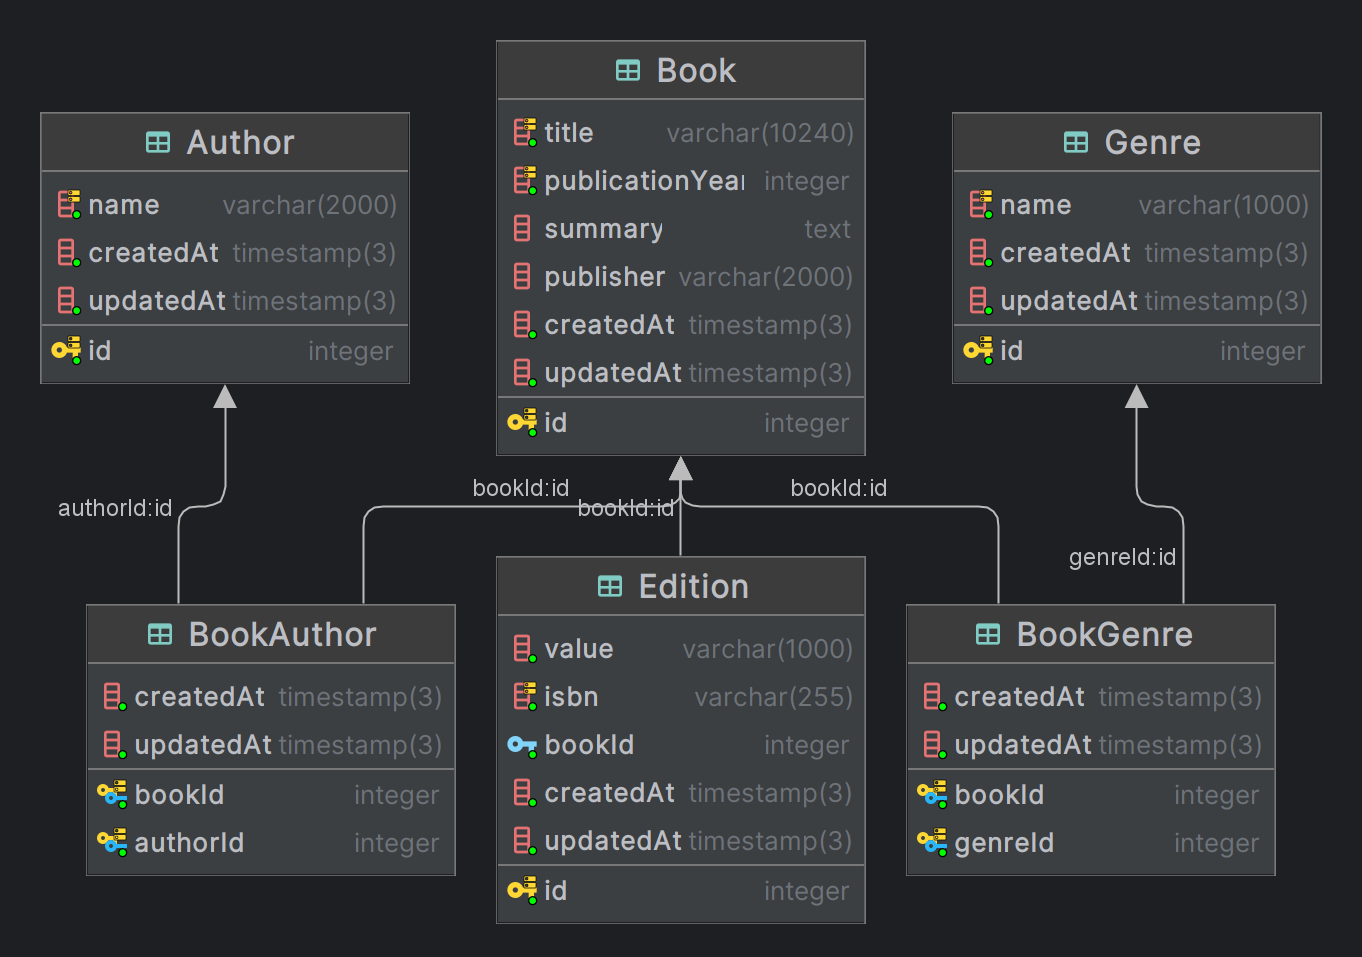 Book
title varchar(10240)
publicationYear integer
summary text
publisher varchar(2000)
createdAt timestamp(3)
updatedAt timestamp(3)
id integer
Author
name varchar(2000)
createdAt timestamp(3)
updatedAt timestamp(3)
id integer
Genre
name varchar(1000)
createdAt timestamp(3)
updatedAt timestamp(3)
id integer
authorId:id
bookId:id
bookId:id
bookId:id
genreId:id
BookAuthor
createdAt timestamp(3)
updatedAt timestamp(3)
bookId integer
authorId integer
Edition
value varchar(1000)
isbn varchar(255)
bookId integer
createdAt timestamp(3)
updatedAt timestamp(3)
id integer
BookGenre
createdAt timestamp(3)
updatedAt timestamp(3)
bookId integer
genreId integer